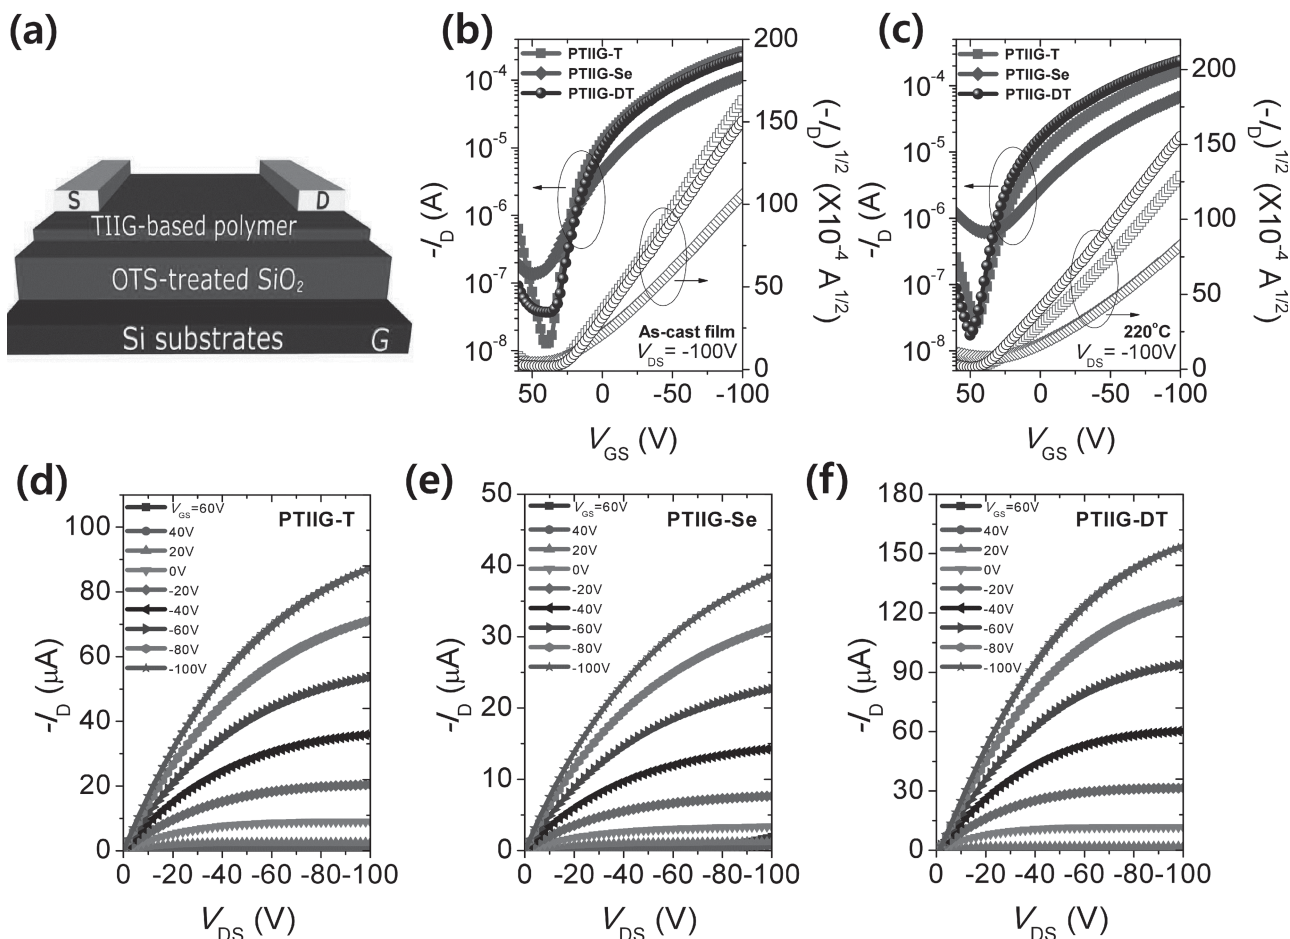 (a)
S
D
TIIG-based polymer
OTS-treated SiO₂
Si substrates
G
(b)
PTIIG-T
PTIIG-Se
PTIIG-DT
10⁻⁴
10⁻⁵
10⁻⁶
10⁻⁷
10⁻⁸
-I_D (A)
200
150
100
50
0
(-I_D)^1/2 (X10⁻⁴ A^1/2)
As-cast film
V_DS= -100V
50 0 -50 -100
V_GS (V)
(c)
PTIIG-T
PTIIG-Se
PTIIG-DT
10⁻⁴
10⁻⁵
10⁻⁶
10⁻⁷
10⁻⁸
-I_D (A)
200
150
100
50
0
(-I_D)^1/2 (X10⁻⁴ A^1/2)
220°C
V_DS= -100V
50 0 -50 -100
V_GS (V)
(d)
PTIIG-T
V_GS=60V
40V
20V
0V
-20V
-40V
-60V
-80V
-100V
100
80
60
40
20
0
-I_D (μA)
0 -20 -40 -60 -80 -100
V_DS (V)
(e)
PTIIG-Se
V_GS=60V
40V
20V
0V
-20V
-40V
-60V
-80V
-100V
50
40
30
20
10
0
-I_D (μA)
0 -20 -40 -60 -80 -100
V_DS (V)
(f)
PTIIG-DT
V_GS=60V
40V
20V
0V
-20V
-40V
-60V
-80V
-100V
180
150
120
90
60
30
0
-I_D (μA)
0 -20 -40 -60 -80 -100
V_DS (V)